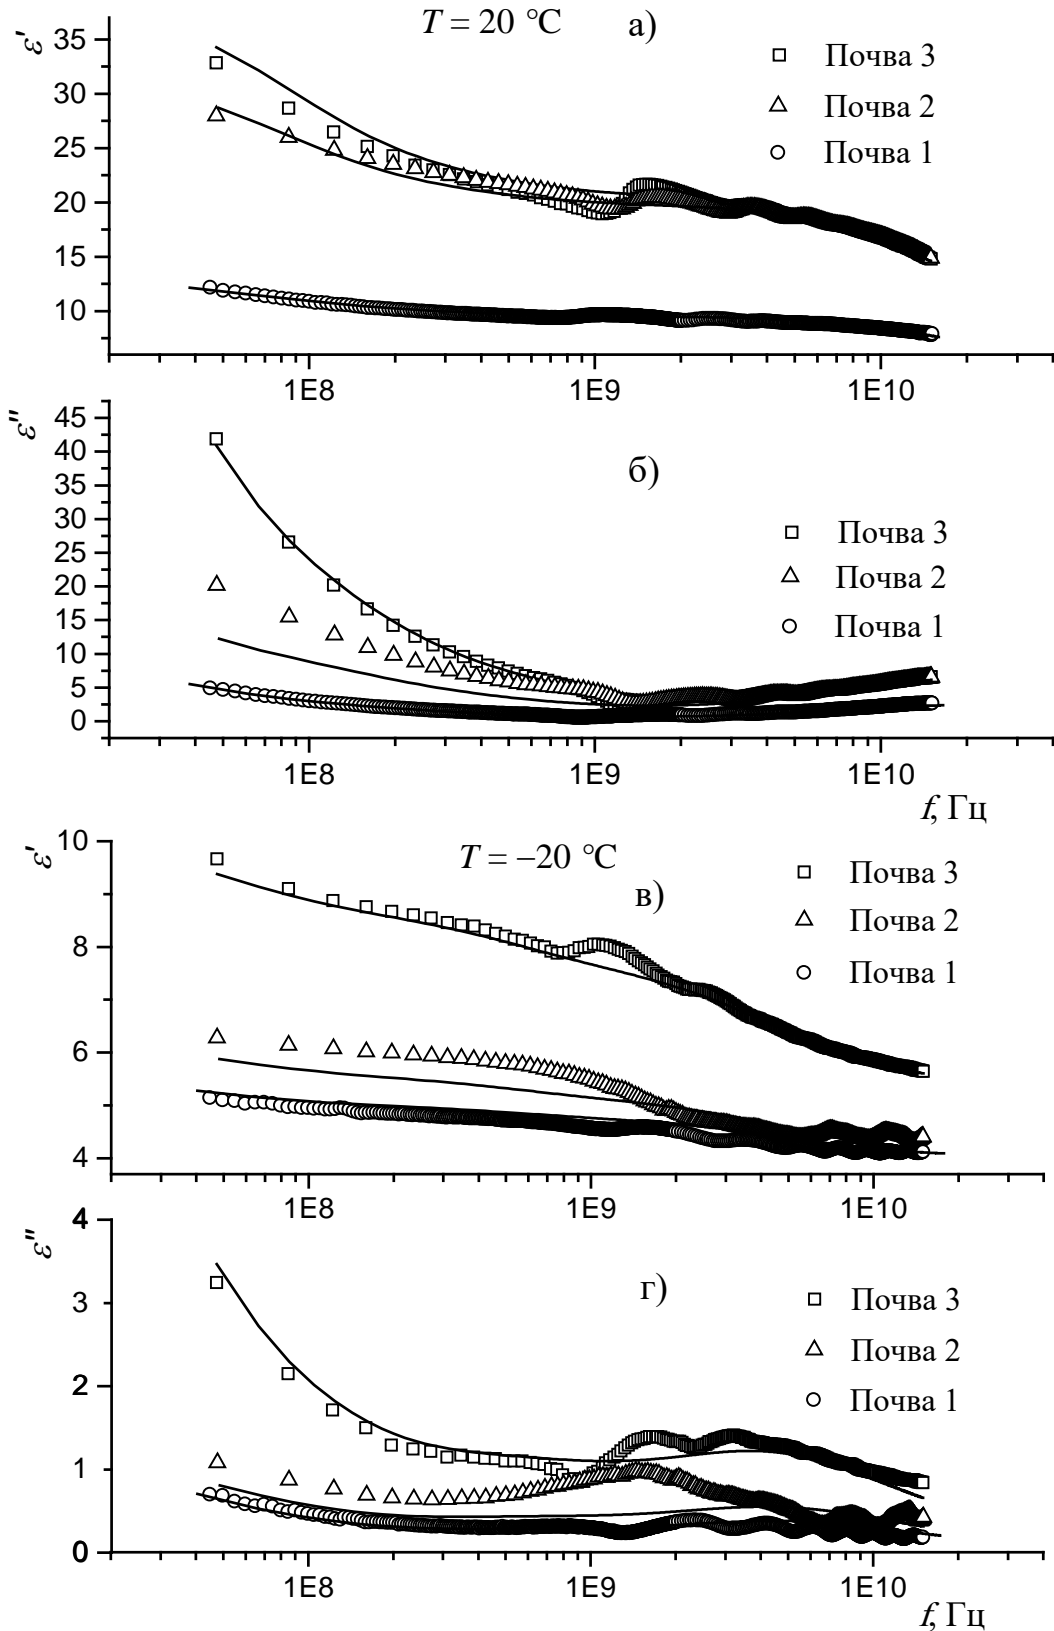 T = 20 °C
а)
ε'
35
30
25
20
15
10
Почва 3
Почва 2
Почва 1
1E8
1E9
1E10
ε''
45
40
35
30
25
20
15
10
5
0
б)
Почва 3
Почва 2
Почва 1
1E8
1E9
1E10
f, Гц
ε'
10
8
6
4
T = –20 °C
в)
Почва 3
Почва 2
Почва 1
1E8
1E9
1E10
ε''
4
3
2
1
0
г)
Почва 3
Почва 2
Почва 1
1E8
1E9
1E10
f, Гц